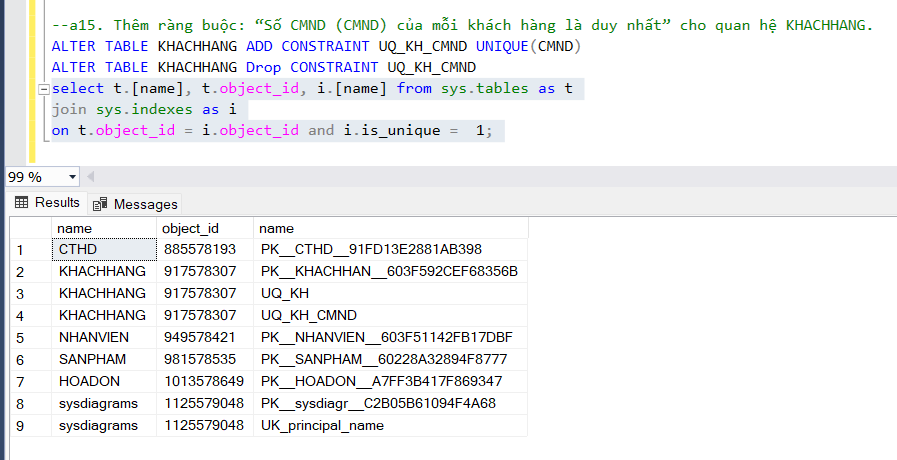 --a15. Thêm ràng buộc: “Số CMND (CMND) của mỗi khách hàng là duy nhất” cho quan hệ KHACHHANG.
ALTER TABLE KHACHHANG ADD CONSTRAINT UQ_KH_CMND UNIQUE(CMND)
ALTER TABLE KHACHHANG Drop CONSTRAINT UQ_KH_CMND
select t.[name], t.object_id, i.[name] from sys.tables as t
join sys.indexes as i
on t.object_id = i.object_id and i.is_unique =  1;
99 %
Results Messages
name object_id name
1 CTHD 885578193 PK__CTHD__91FD13E2881AB398
2 KHACHHANG 917578307 PK__KHACHHAN__603F592CEF68356B
3 KHACHHANG 917578307 UQ_KH
4 KHACHHANG 917578307 UQ_KH_CMND
5 NHANVIEN 949578421 PK__NHANVIEN__603F51142FB17DBF
6 SANPHAM 981578535 PK__SANPHAM__60228A32894F8777
7 HOADON 1013578649 PK__HOADON__A7FF3B417F869347
8 sysdiagrams 1125579048 PK__sysdiagr__C2B05B61094F4A68
9 sysdiagrams 1125579048 UK_principal_name